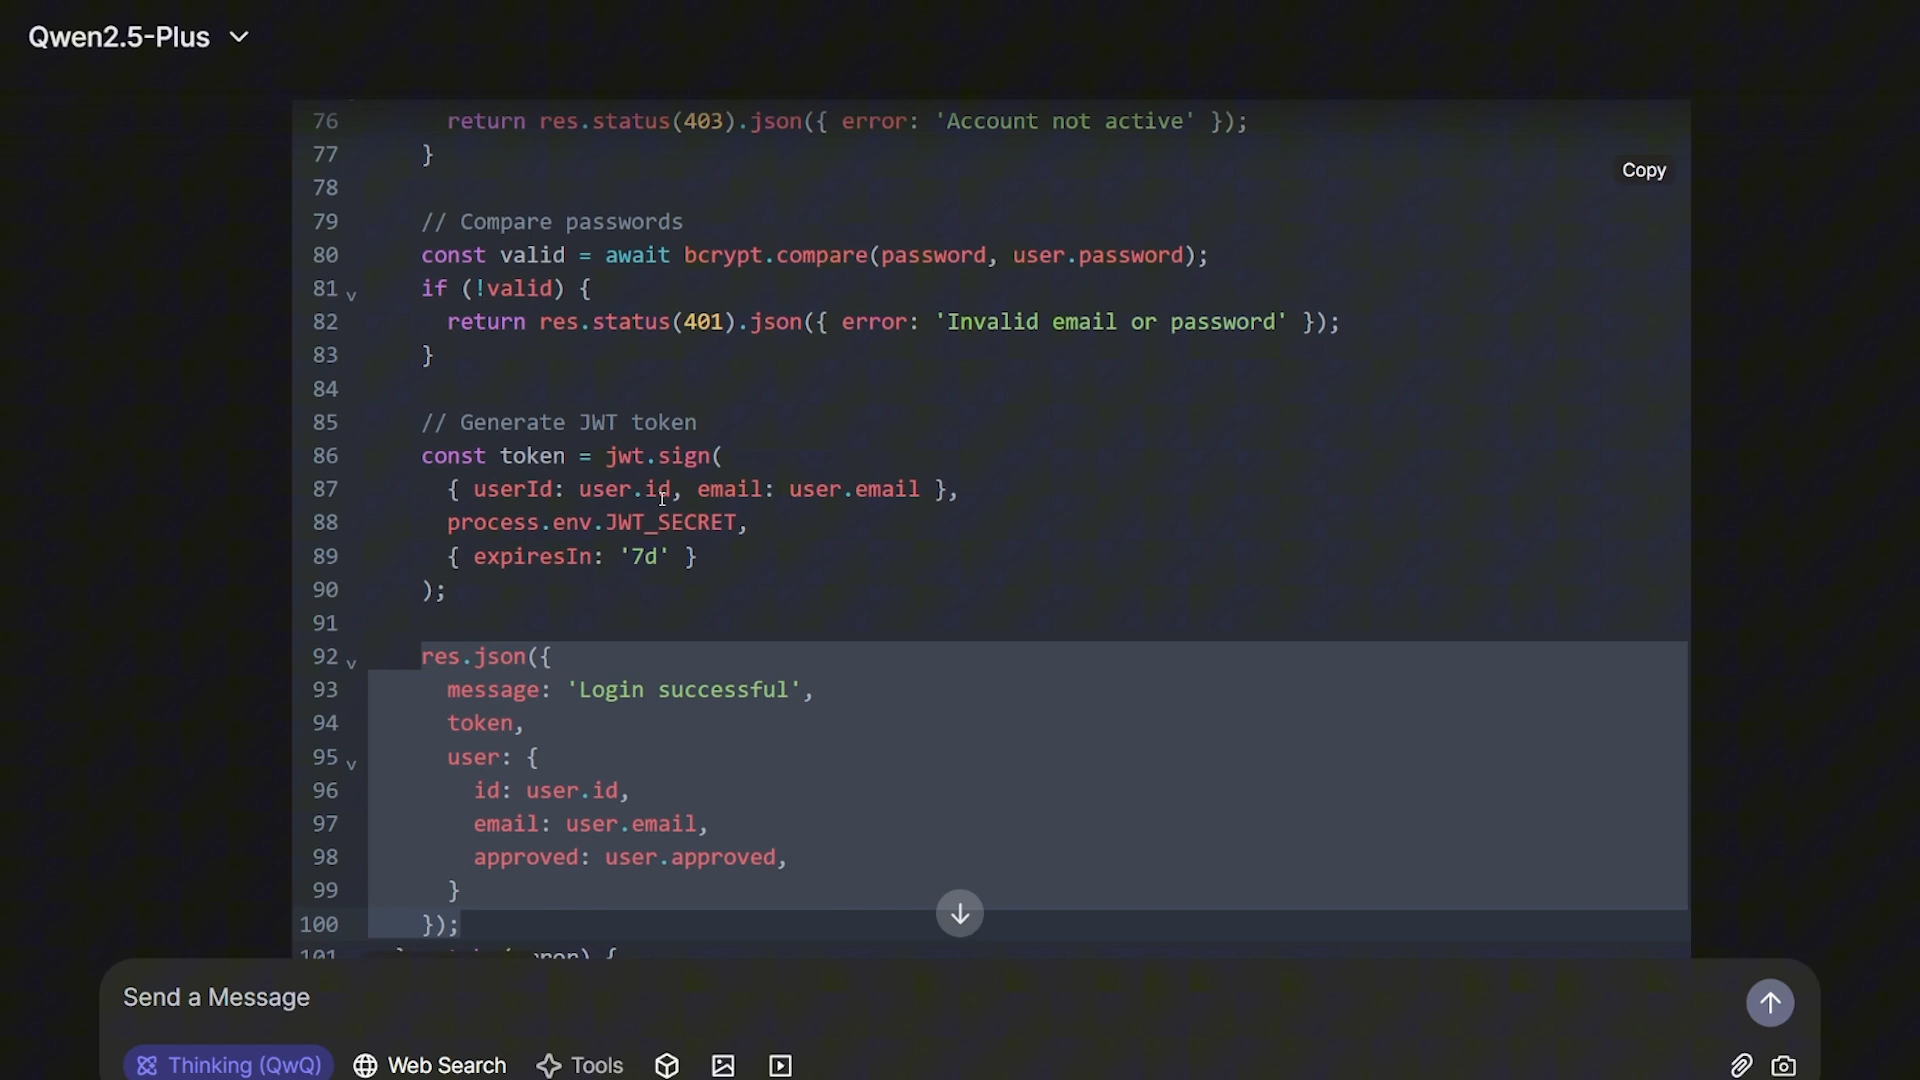 Qwen2.5-Plus
76 return res.status(403).json({ error: 'Account not active' });
77 }
Copy
78
79 // Compare passwords
80 const valid = await bcrypt.compare(password, user.password);
81 if (!valid) {
82 return res.status(401).json({ error: 'Invalid email or password' });
83 }
84
85 // Generate JWT token
86 const token = jwt.sign(
87 { userId: user.id, email: user.email },
88 process.env.JWT_SECRET,
89 { expiresIn: '7d' }
90 );
91
92 res.json({
93 message: 'Login successful',
94 token,
95 user: {
96 id: user.id,
97 email: user.email,
98 approved: user.approved,
99 }
100 });
101
Send a Message
Thinking (QwQ) Web Search Tools